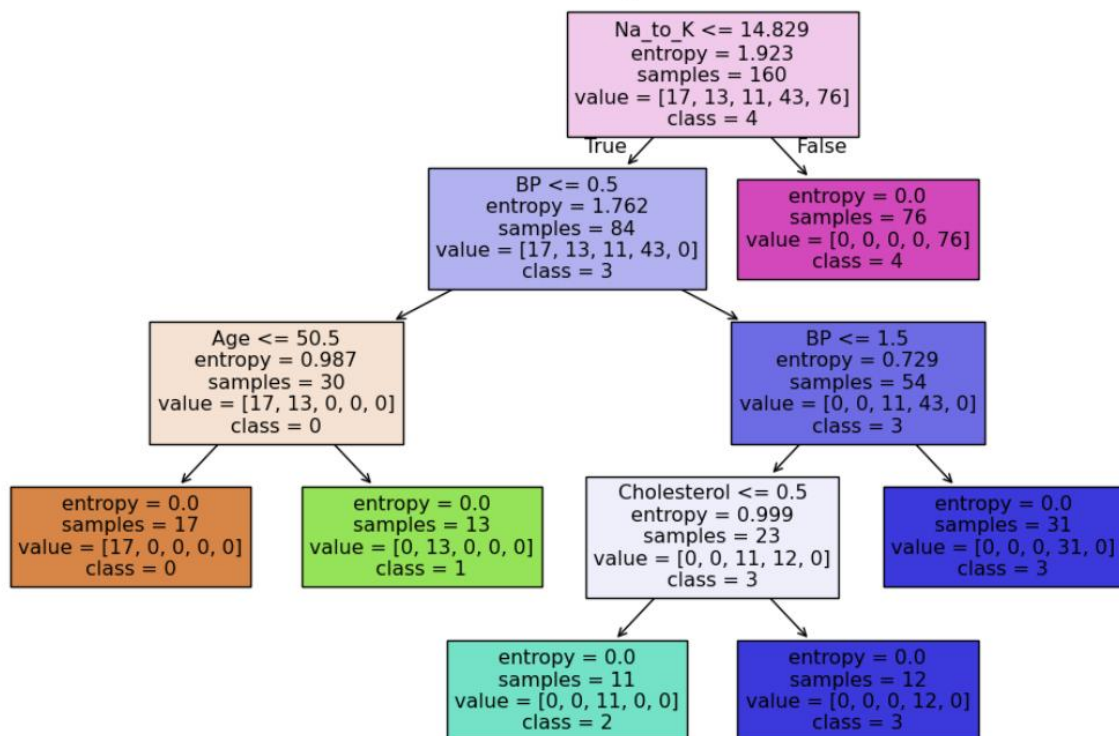 Na_to_K <= 14.829
entropy = 1.923
samples = 160
value = [17, 13, 11, 43, 76]
class = 4
True
False
BP <= 0.5
entropy = 1.762
samples = 84
value = [17, 13, 11, 43, 0]
class = 3
entropy = 0.0
samples = 76
value = [0, 0, 0, 0, 76]
class = 4
Age <= 50.5
entropy = 0.987
samples = 30
value = [17, 13, 0, 0, 0]
class = 0
BP <= 1.5
entropy = 0.729
samples = 54
value = [0, 0, 11, 43, 0]
class = 3
entropy = 0.0
samples = 17
value = [17, 0, 0, 0, 0]
class = 0
entropy = 0.0
samples = 13
value = [0, 13, 0, 0, 0]
class = 1
Cholesterol <= 0.5
entropy = 0.999
samples = 23
value = [0, 0, 11, 12, 0]
class = 3
entropy = 0.0
samples = 31
value = [0, 0, 0, 31, 0]
class = 3
entropy = 0.0
samples = 11
value = [0, 0, 11, 0, 0]
class = 2
entropy = 0.0
samples = 12
value = [0, 0, 0, 12, 0]
class = 3